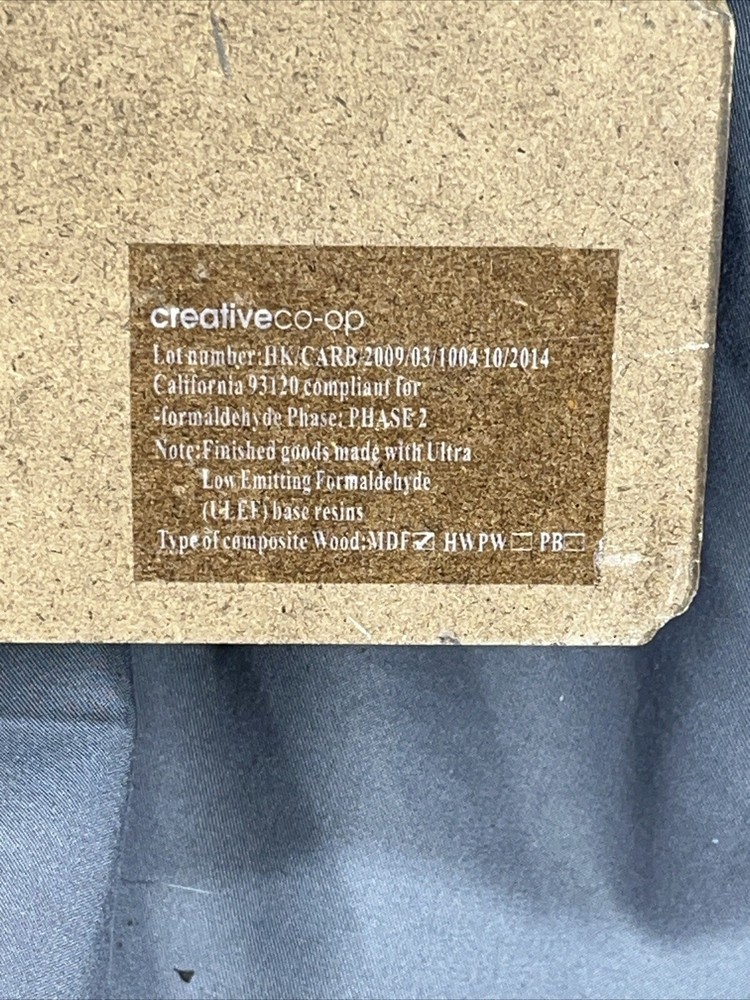 creativeco-op
Lot number:HK/CARB/2009/03/1004 10/2014
California 93120 compliant for
-formaldehyde Phase: PHASE 2
Note:Finished goods made with Ultra
Low Emitting Formaldehyde
(ULEF) base resins
Type of composite Wood:MDF☑ HWPW☐ PB☐